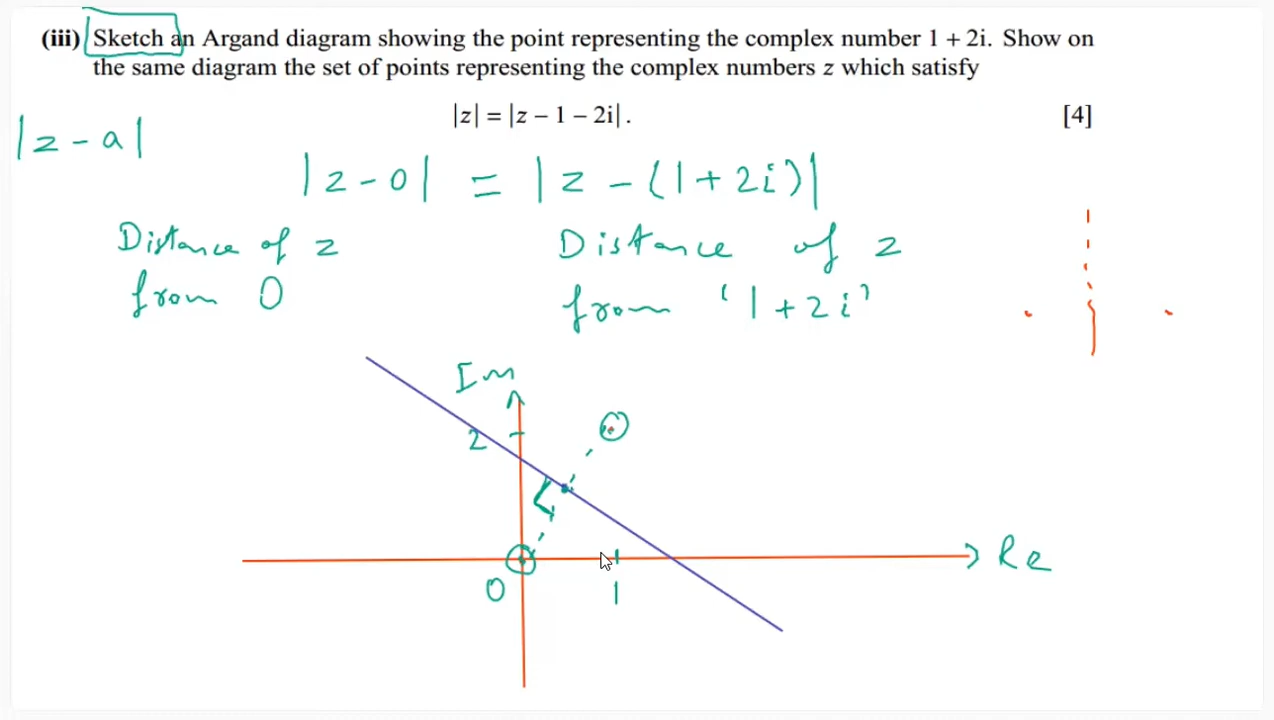 (iii) Sketch an Argand diagram showing the point representing the complex number 1 + 2i. Show on
the same diagram the set of points representing the complex numbers z which satisfy
|z| = |z − 1 − 2i|. [4]
|z - a|
|z - 0| = |z - (1 + 2i)|
Distance of z
from 0
Distance of z
from '1 + 2i'
Im
2
Re
0
1